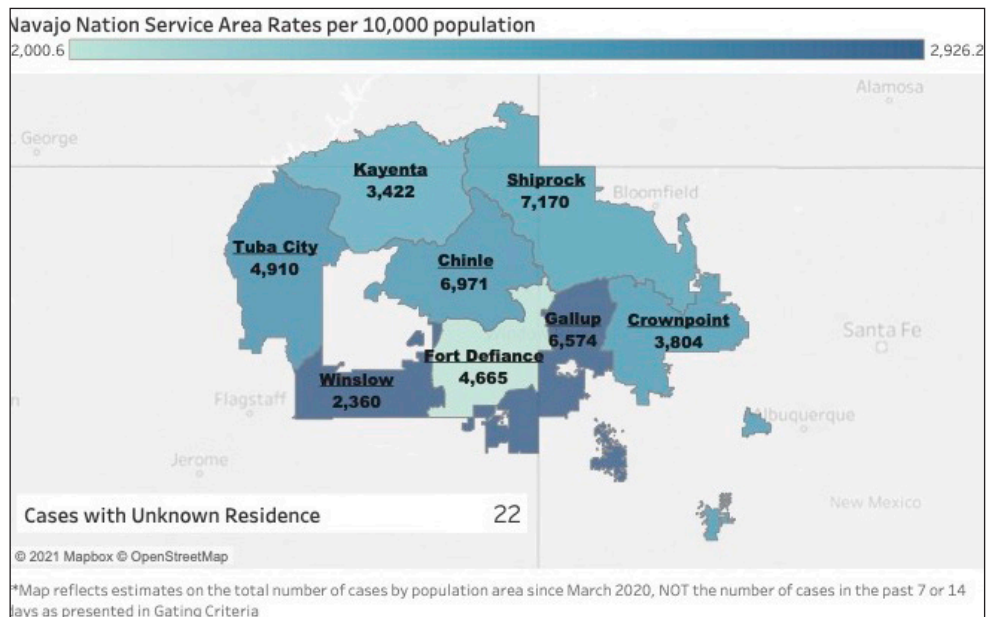 Navajo Nation Service Area Rates per 10,000 population
2,000.6 2,926.2
Alamosa
. George
Kayenta
3,422
Shiprock
7,170
Bloomfield
Tuba City
4,910
Chinle
6,971
Gallup
6,574
Crownpoint
3,804
Santa Fe
Fort Defiance
4,665
Winslow
2,360
Flagstaff
Albuquerque
Jerome
New Mexico
Cases with Unknown Residence 22
© 2021 Mapbox © OpenStreetMap
*Map reflects estimates on the total number of cases by population area since March 2020, NOT the number of cases in the past 7 or 14
days as presented in Gating Criteria